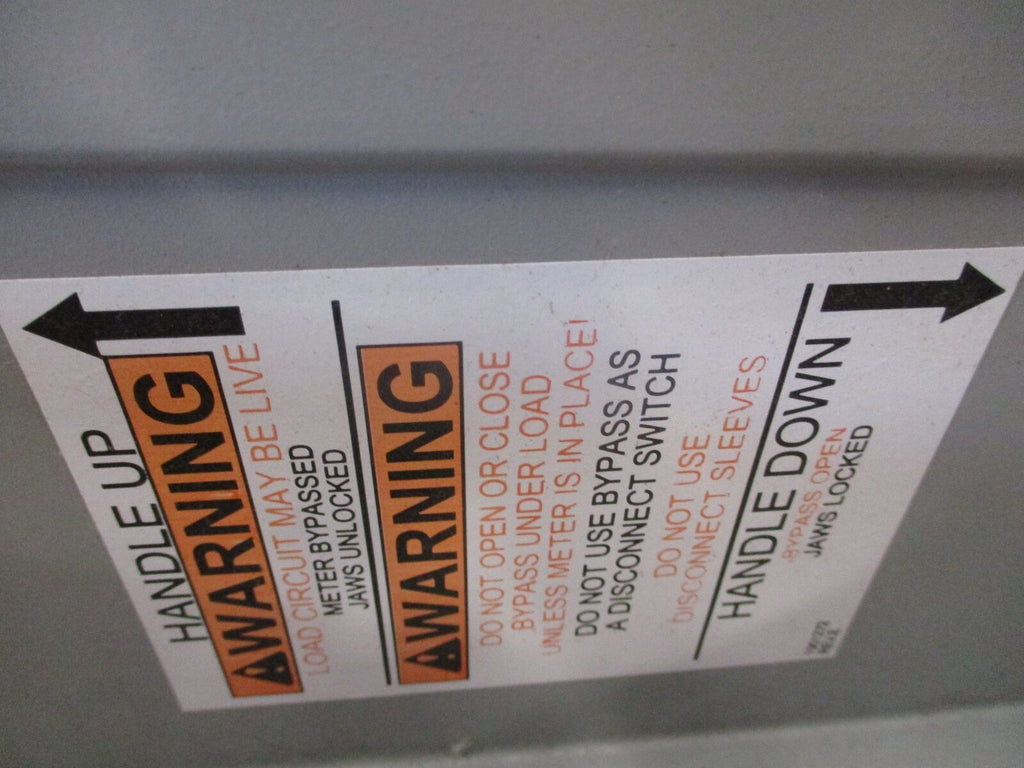 HANDLE UP
WARNING
LOAD CIRCUIT MAY BE LIVE
METER BYPASSED
JAWS UNLOCKED
WARNING
DO NOT OPEN OR CLOSE
BYPASS UNDER LOAD
UNLESS METER IS IN PLACE!
DO NOT USE BYPASS AS
A DISCONNECT SWITCH
DO NOT USE
DISCONNECT SLEEVES
HANDLE DOWN
BYPASS OPEN
JAWS LOCKED